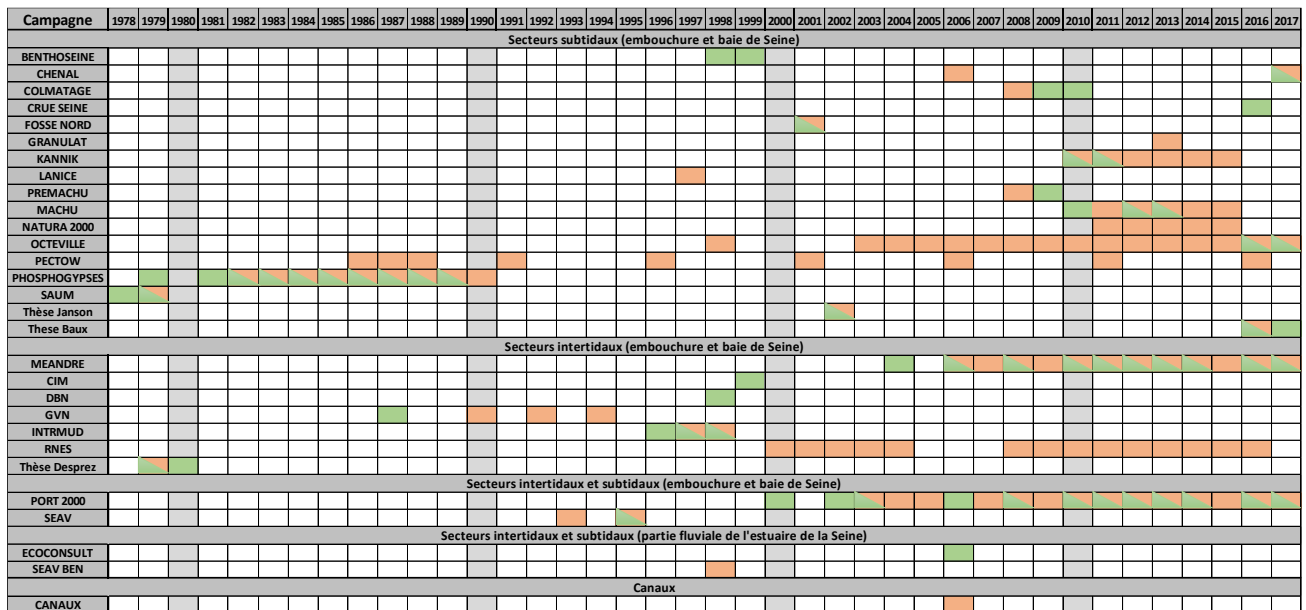 Campagne 1978 1979 1980 1981 1982 1983 1984 1985 1986 1987 1988 1989 1990 1991 1992 1993 1994 1995 1996 1997 1998 1999 2000 2001 2002 2003 2004 2005 2006 2007 2008 2009 2010 2011 2012 2013 2014 2015 2016 2017
Secteurs subtidaux (embouchure et baie de Seine)
BENTHOSEINE
CHENAL
COLMATAGE
CRUE SEINE
FOSSE NORD
GRANULAT
KANNIK
LANICE
PREMACHU
MACHU
NATURA 2000
OCTEVILLE
PECTOW
PHOSPHOGYPSES
SAUM
Thèse Janson
These Baux
Secteurs intertidaux (embouchure et baie de Seine)
MEANDRE
CIM
DBN
GVN
INTRMUD
RNES
Thèse Desprez
Secteurs intertidaux et subtidaux (embouchure et baie de Seine)
PORT 2000
SEAV
Secteurs intertidaux et subtidaux (partie fluviale de l'estuaire de la Seine)
ECOCONSULT
SEAV BEN
Canaux
CANAUX